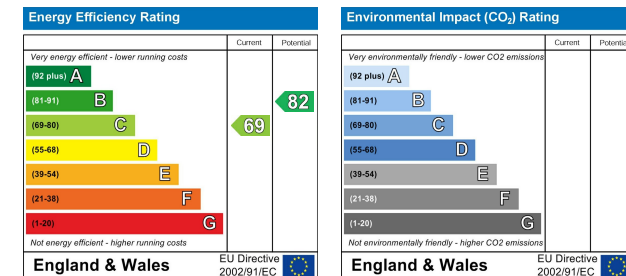 Energy Efficiency Rating
Current Potential
Very energy efficient - lower running costs
(92 plus) A
(81-91) B
82
(69-80) C
69
(55-68) D
(39-54) E
(21-38) F
(1-20) G
Not energy efficient - higher running costs
England & Wales
EU Directive
2002/91/EC
Environmental Impact (CO₂) Rating
Current Potential
Very environmentally friendly - lower CO2 emissions
(92 plus) A
(81-91) B
(69-80) C
(55-68) D
(39-54) E
(21-38) F
(1-20) G
Not environmentally friendly - higher CO2 emissions
England & Wales
EU Directive
2002/91/EC